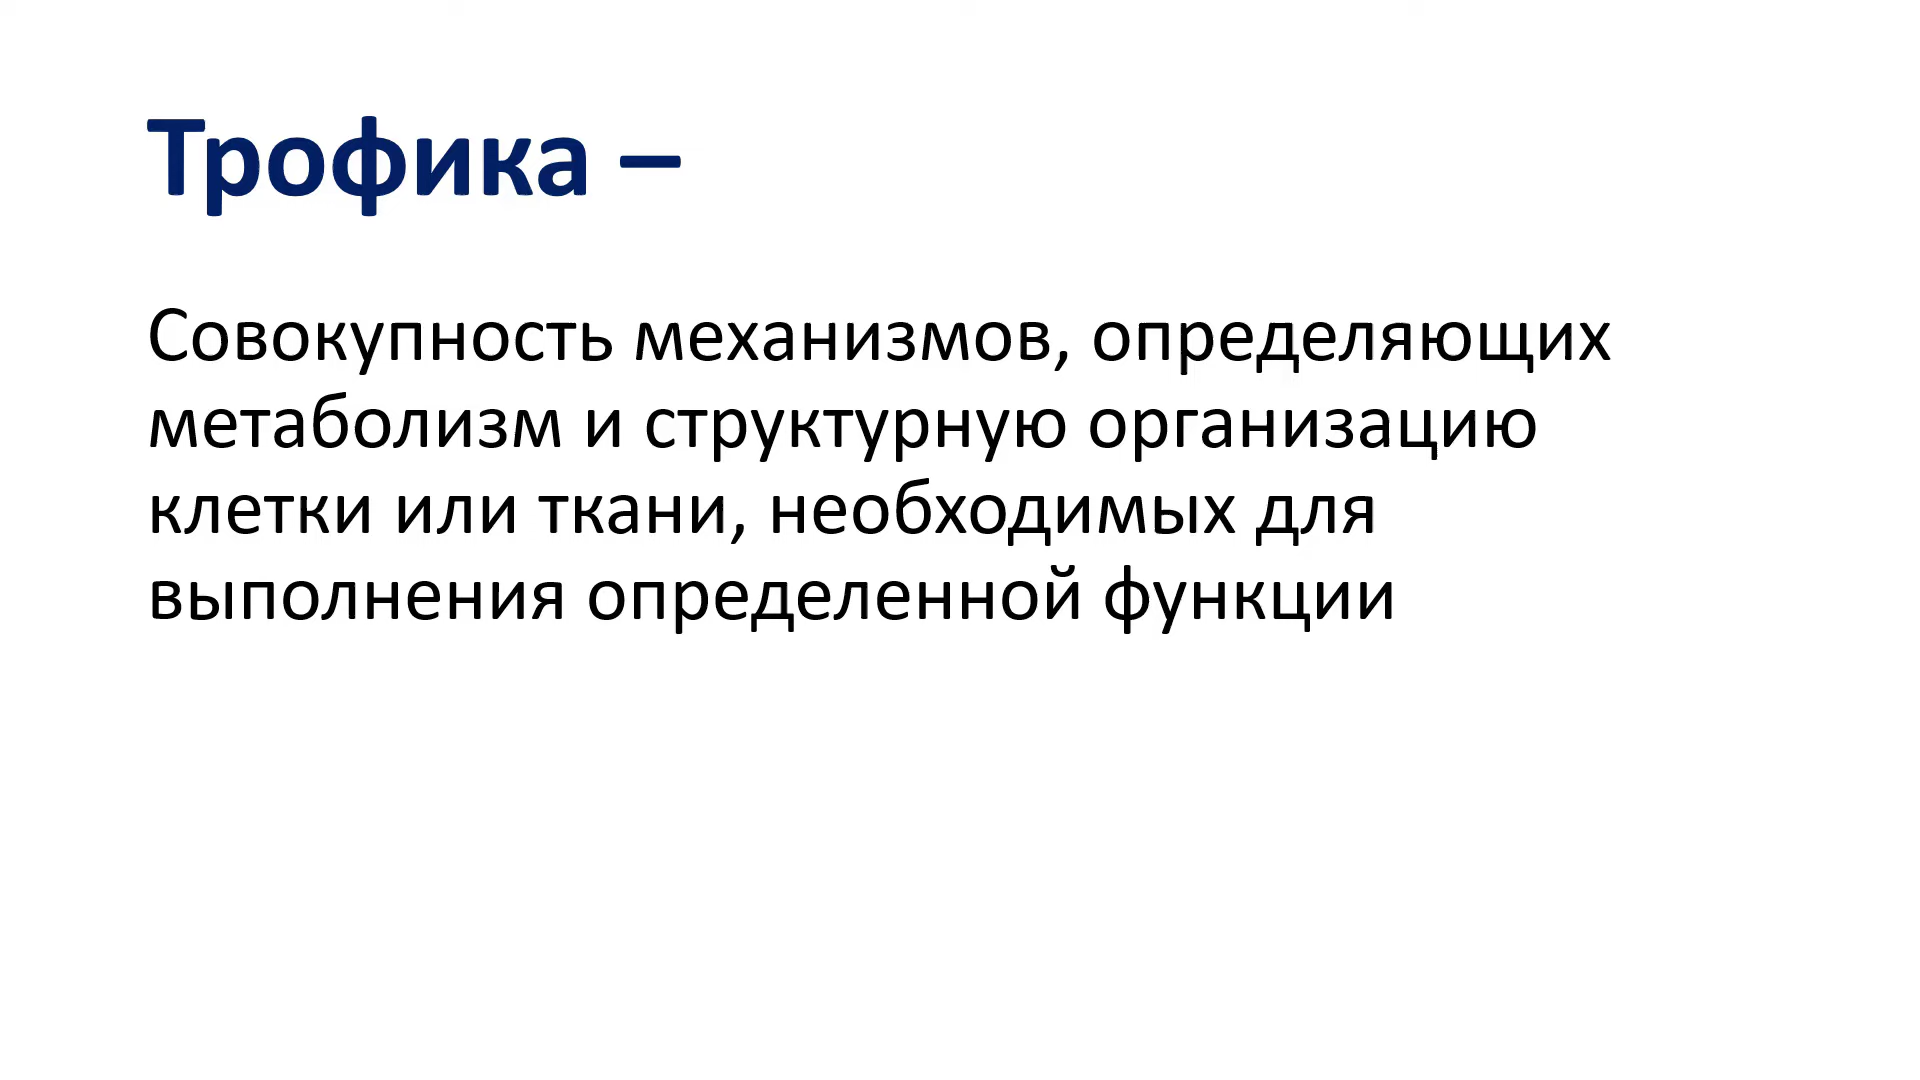 Трофика –
Совокупность механизмов, определяющих
метаболизм и структурную организацию
клетки или ткани, необходимых для
выполнения определенной функции